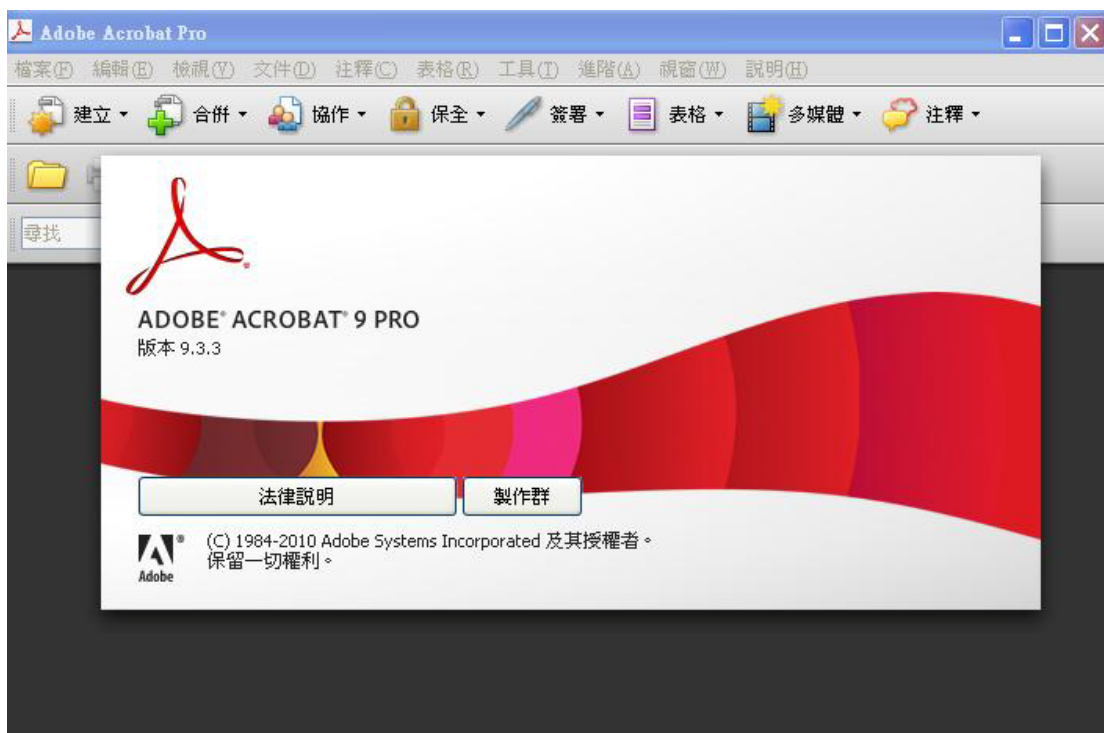 Adobe Acrobat Pro
檔案(F) 編輯(E) 檢視(V) 文件(D) 注釋(C) 表格(R) 工具(T) 進階(A) 視窗(W) 說明(H)
建立 合併 協作 保全 簽署 表格 多媒體 注釋
尋找
ADOBE® ACROBAT® 9 PRO
版本 9.3.3
法律說明 製作群
(C) 1984-2010 Adobe Systems Incorporated 及其授權者。
保留一切權利。
Adobe